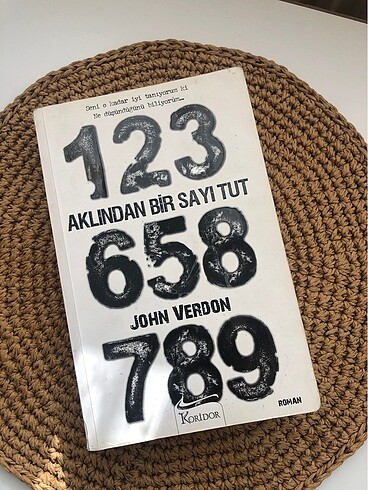 Seni o kadar iyi tanıyorum ki
Ne düşündüğünü biliyorum...
123
AKLINDAN BİR SAYI TUT
658
JOHN VERDON
789
KORİDOR
ROMAN